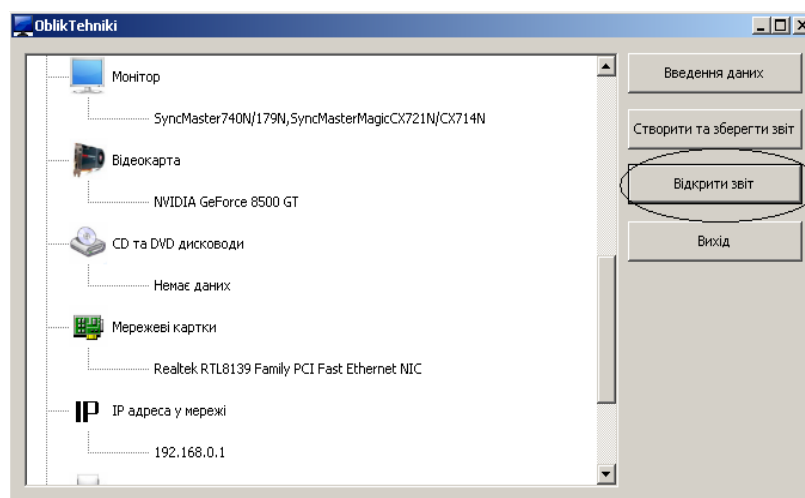 OblikTehniki
Монітор
SyncMaster740N/179N,SyncMasterMagicCX721N/CX714N
Відеокарта
NVIDIA GeForce 8500 GT
CD та DVD дисководи
Немає даних
Мережеві картки
Realtek RTL8139 Family PCI Fast Ethernet NIC
IP
IP адреса у мережі
192.168.0.1
Введення даних
Створити та зберегти звіт
Відкрити звіт
Вихід